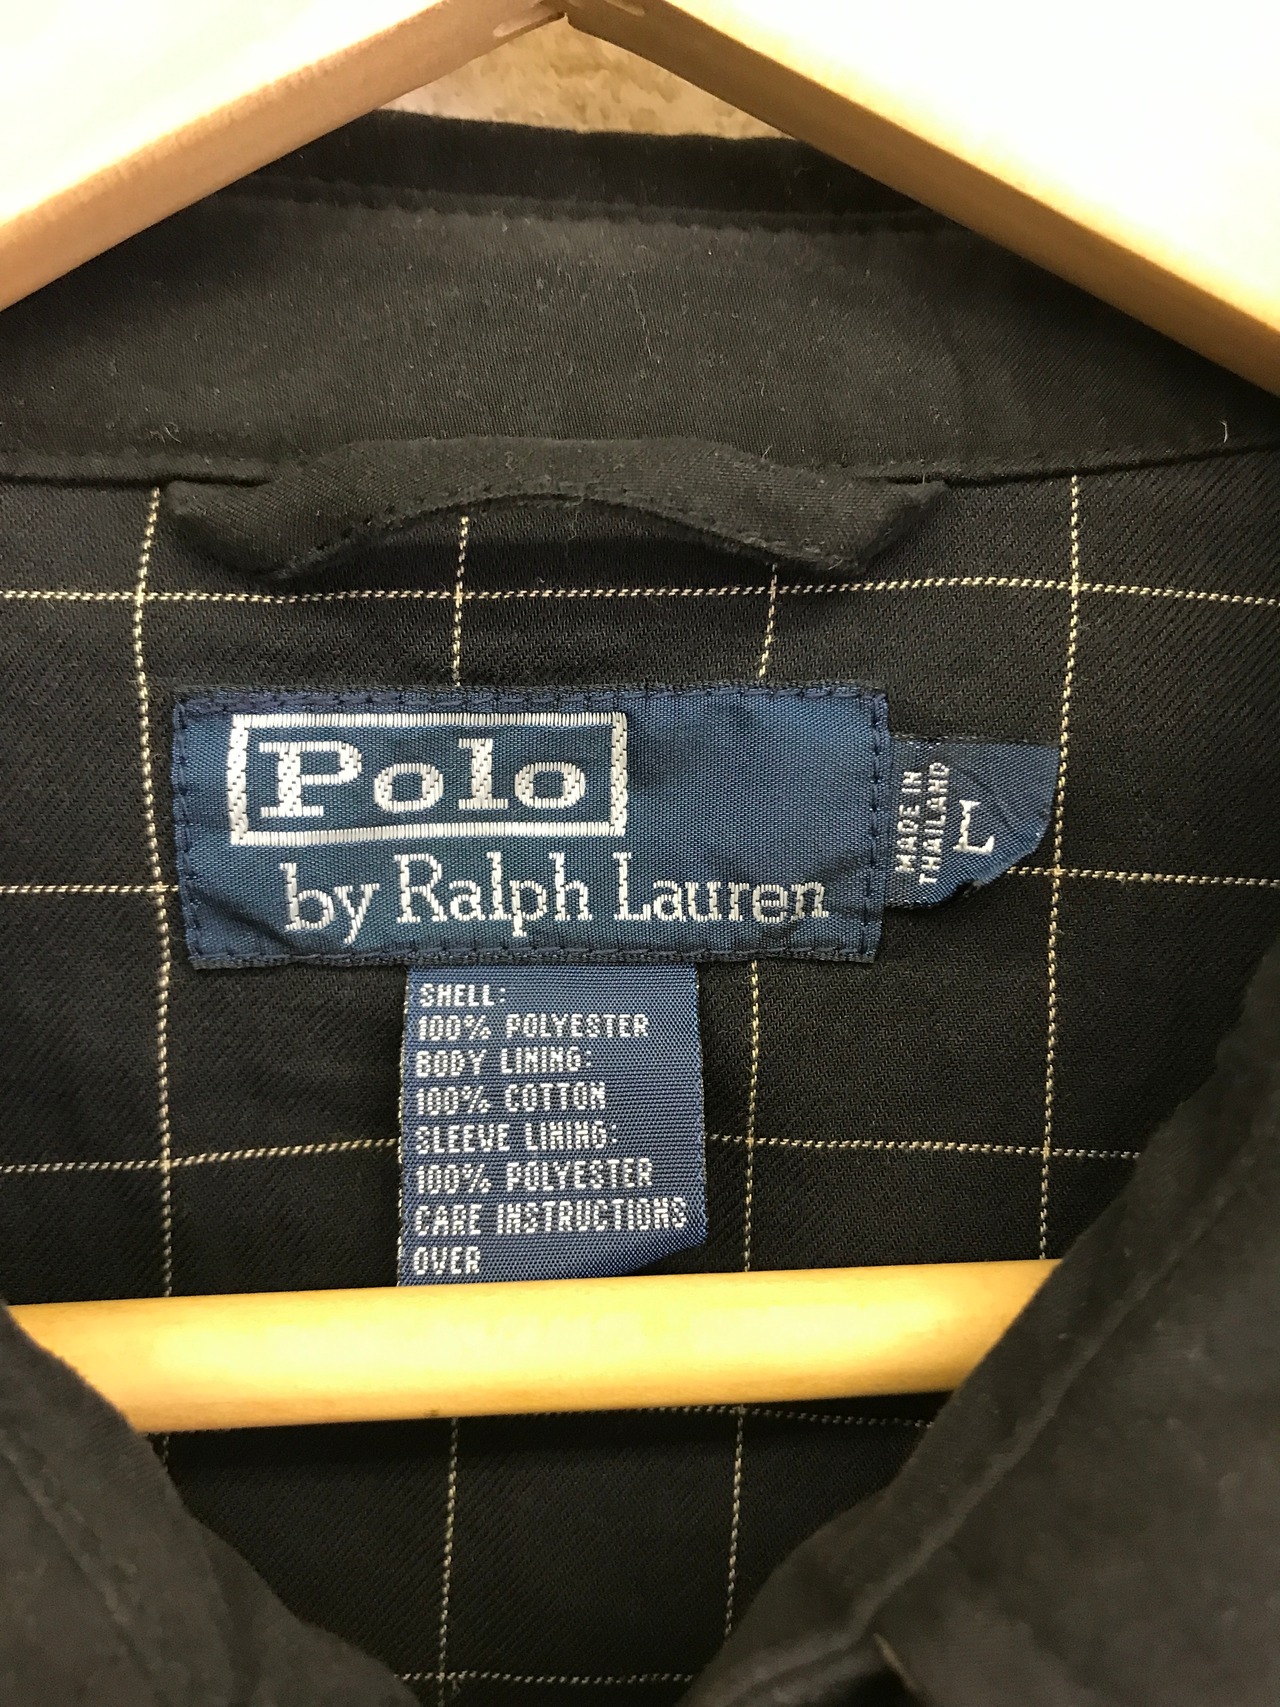 Polo
by Ralph Lauren
MADE IN
THAILAND
L
SHELL:
100% POLYESTER
BODY LINING:
100% COTTON
SLEEVE LINING:
100% POLYESTER
CARE INSTRUCTIONS
OVER